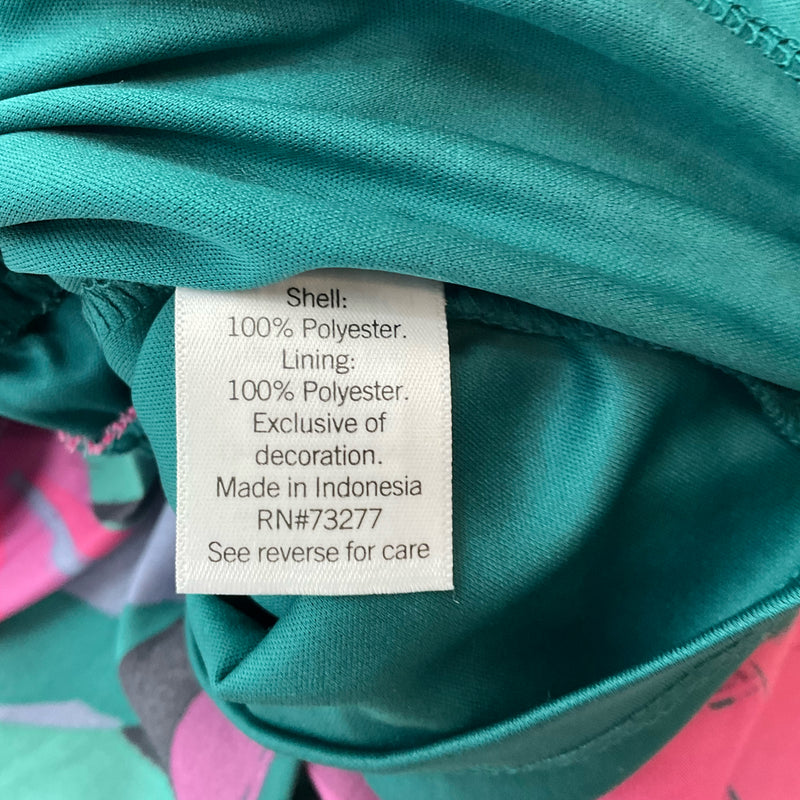 Shell:
100% Polyester.
Lining:
100% Polyester.
Exclusive of
decoration.
Made in Indonesia
RN#73277
See reverse for care